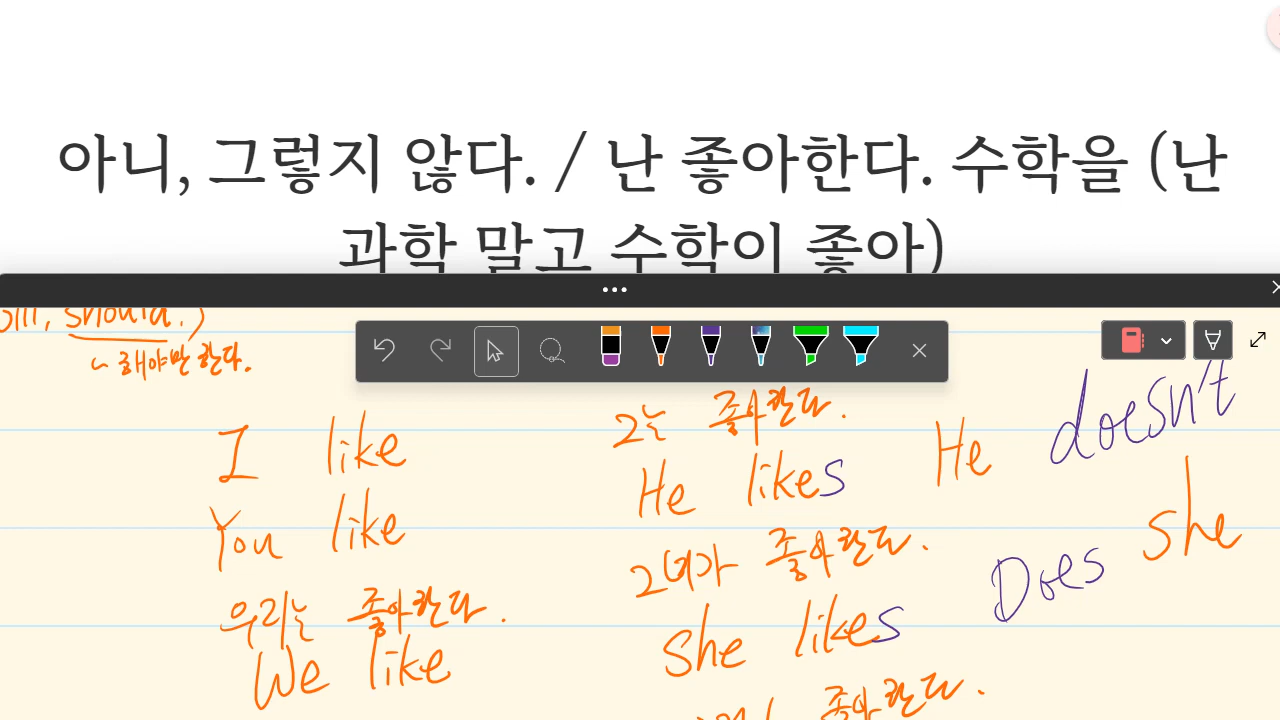 아니, 그렇지 않다. / 난 좋아한다. 수학을 (난
과학 말고 수학이 좋아)
should.)
해야만 한다.
I like
You like
우리는 좋아한다.
We like
그는 좋아한다.
He likes
그녀가 좋아한다.
She likes
좋아한다.
He doesn't
Does she